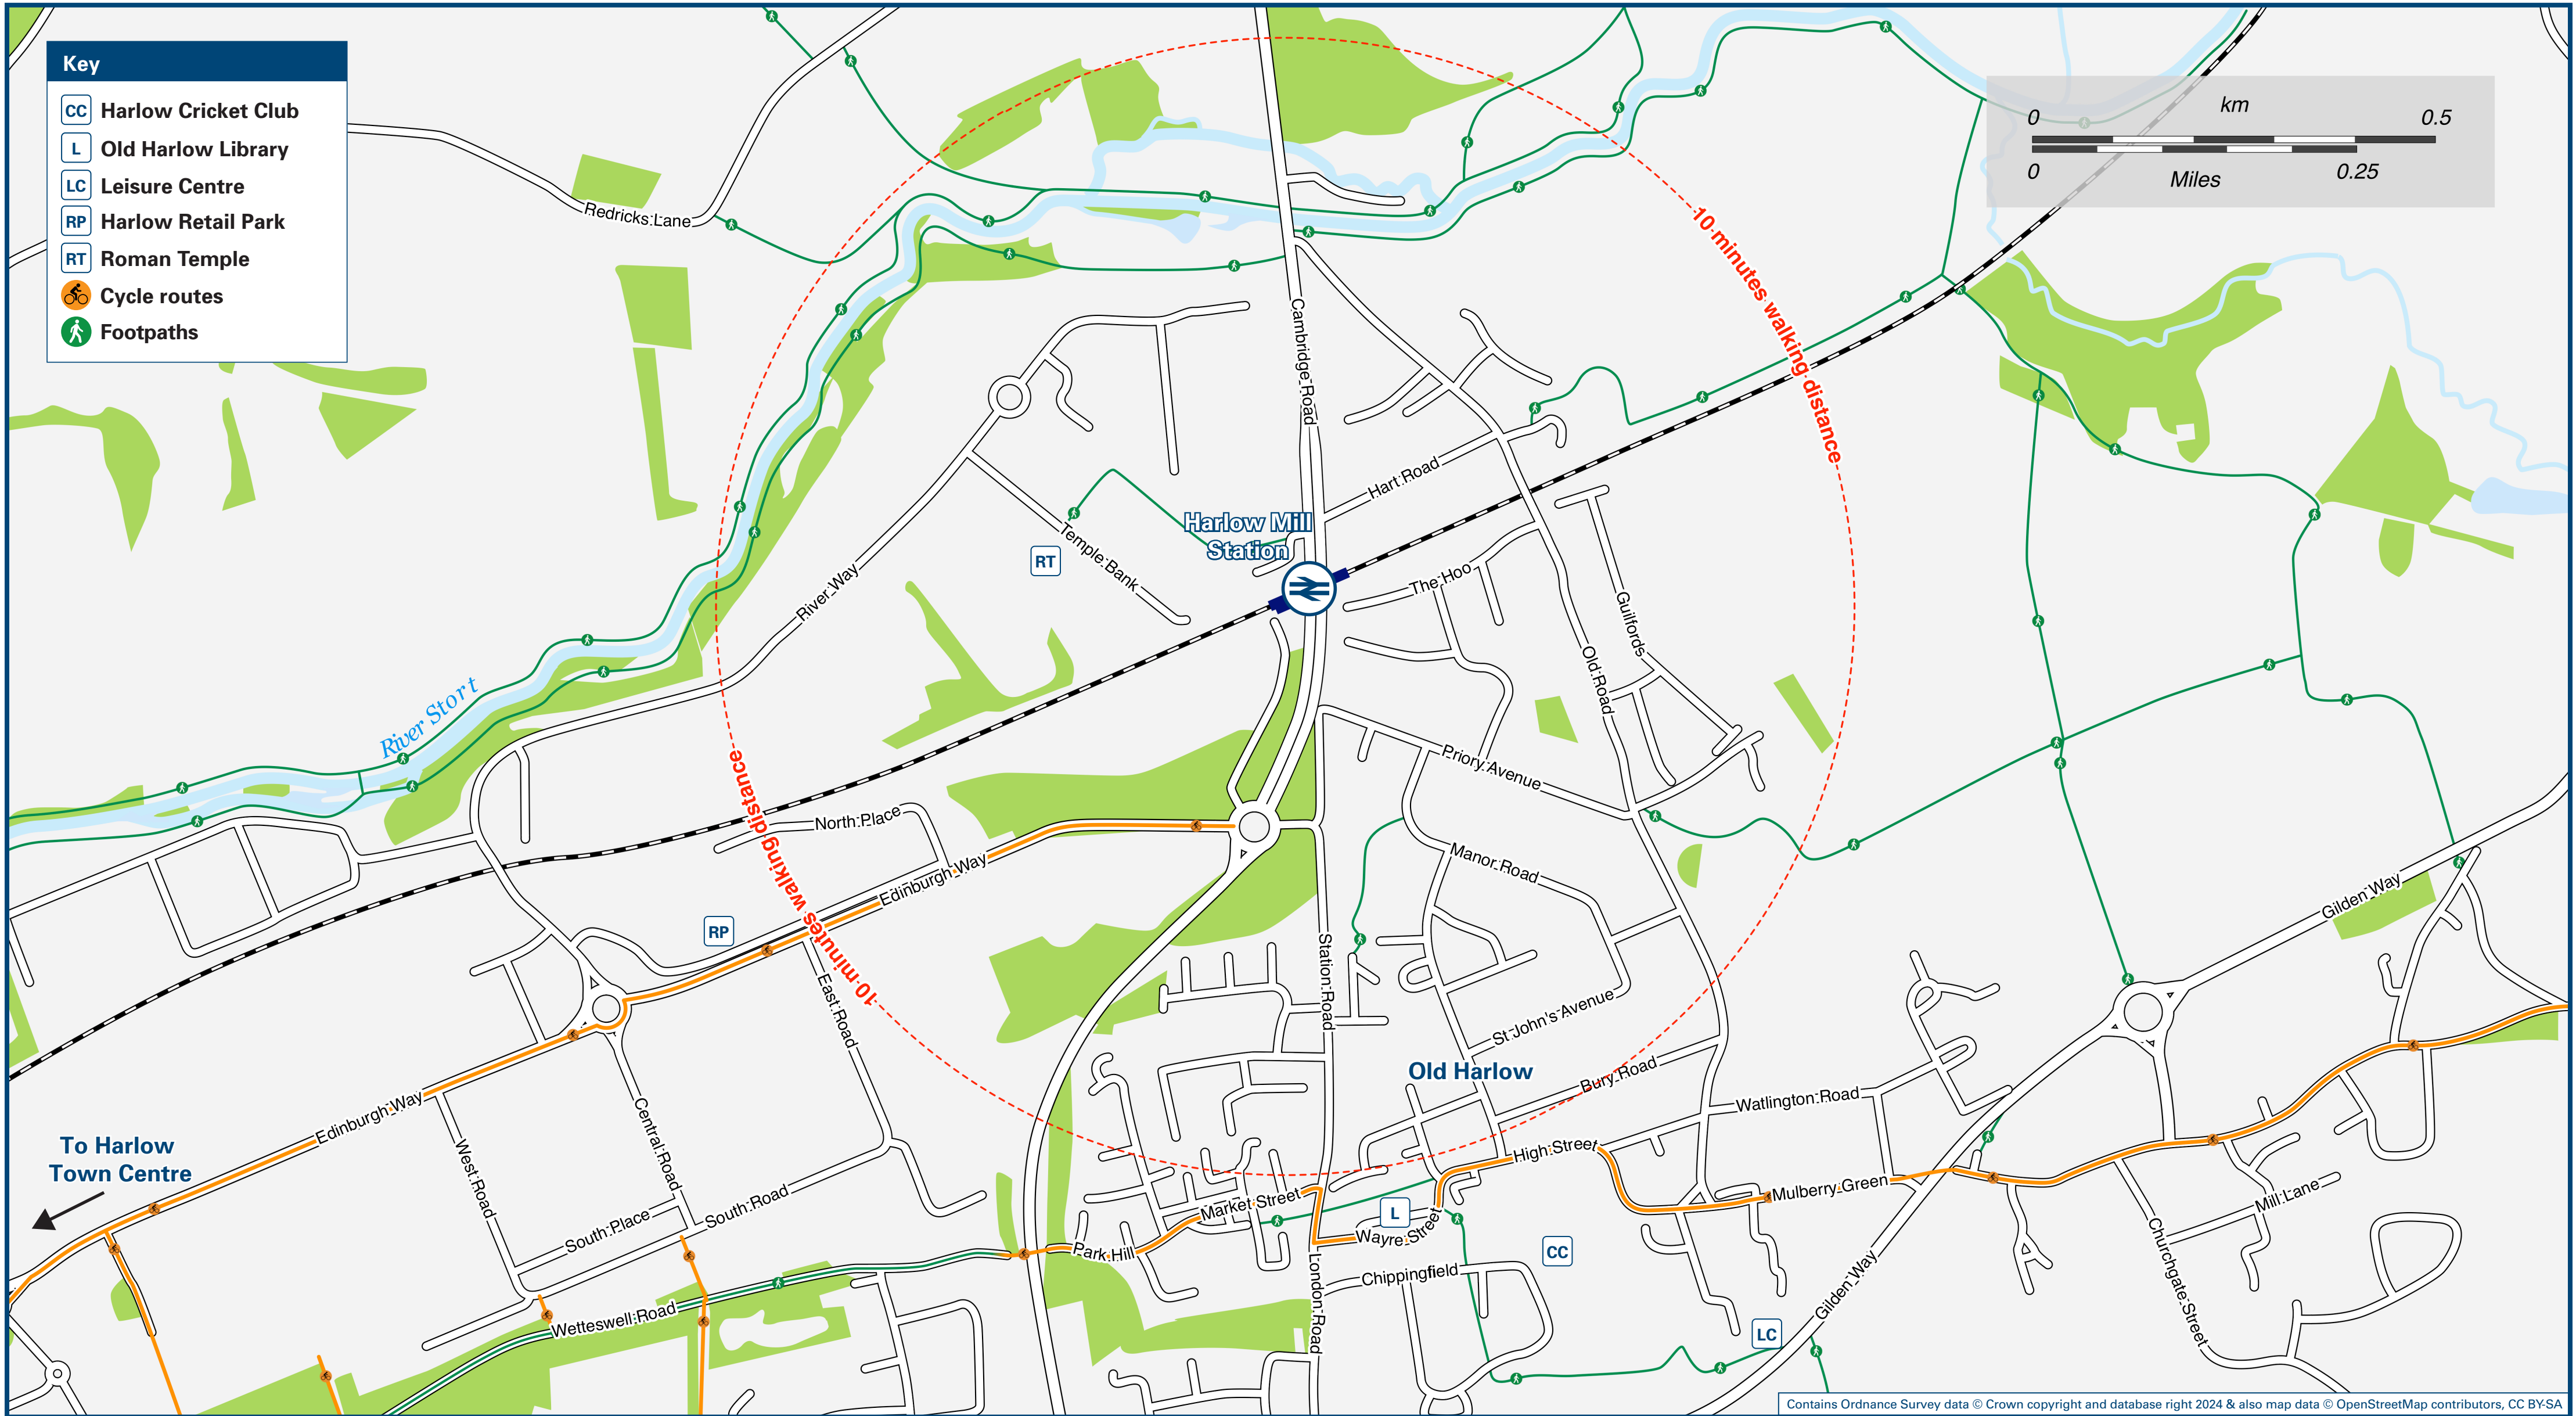 Key
CC Harlow Cricket Club
L Old Harlow Library
LC Leisure Centre
RP Harlow Retail Park
RT Roman Temple
Cycle routes
Footpaths
km
0 0.5
0 0.25
Miles
Redricks Lane
10 minutes walking distance
Cambridge Road
Hart Road
Harlow Mill
Station
RT
Temple Bank
The Hoo
River Way
Guilfords
Old Road
River Stort
Priory Avenue
10 minutes walking distance
North Place
Edinburgh Way
Manor Road
Gilden Way
RP
Station Road
East Road
St John's Avenue
Old Harlow
Bury Road
Watlington Road
Edinburgh Way
Central Road
To Harlow
Town Centre
West Road
High Street
Mulberry Green
Market Street
South Road
South Place
L
Wayre Street
Mill Lane
Park Hill
CC
Churchgate Street
Chippingfield
London Road
Gilden Way
Wetteswell Road
LC
Contains Ordnance Survey data © Crown copyright and database right 2024 & also map data © OpenStreetMap contributors, CC BY-SA